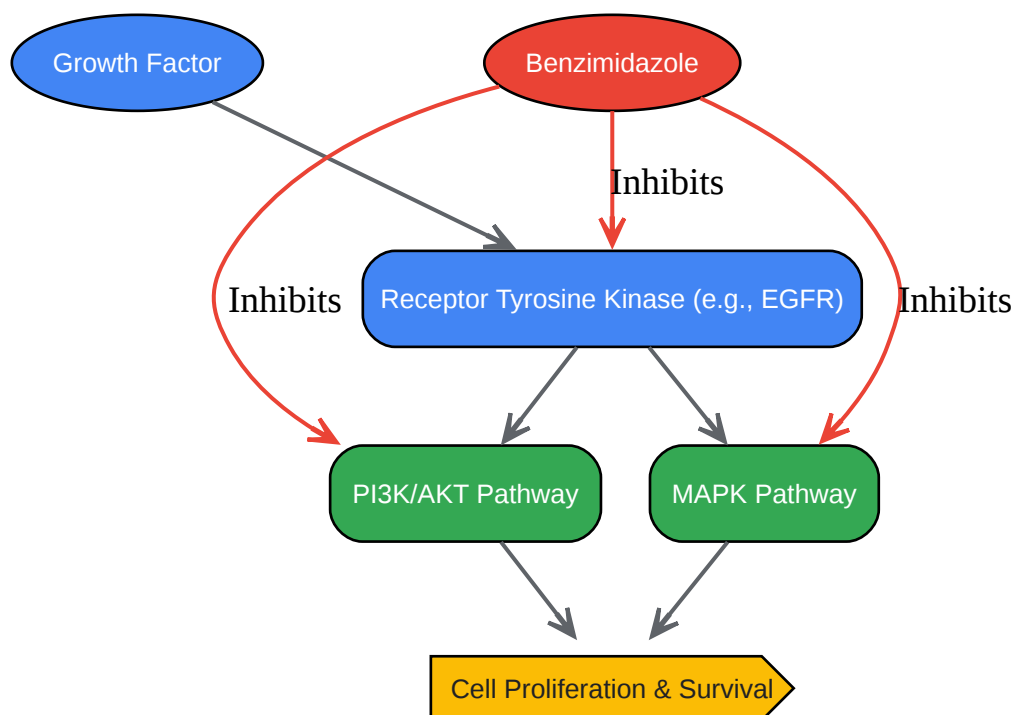 Growth Factor
Benzimidazole
Inhibits
Inhibits
Receptor Tyrosine Kinase (e.g., EGFR)
Inhibits
PI3K/AKT Pathway
MAPK Pathway
Cell Proliferation & Survival